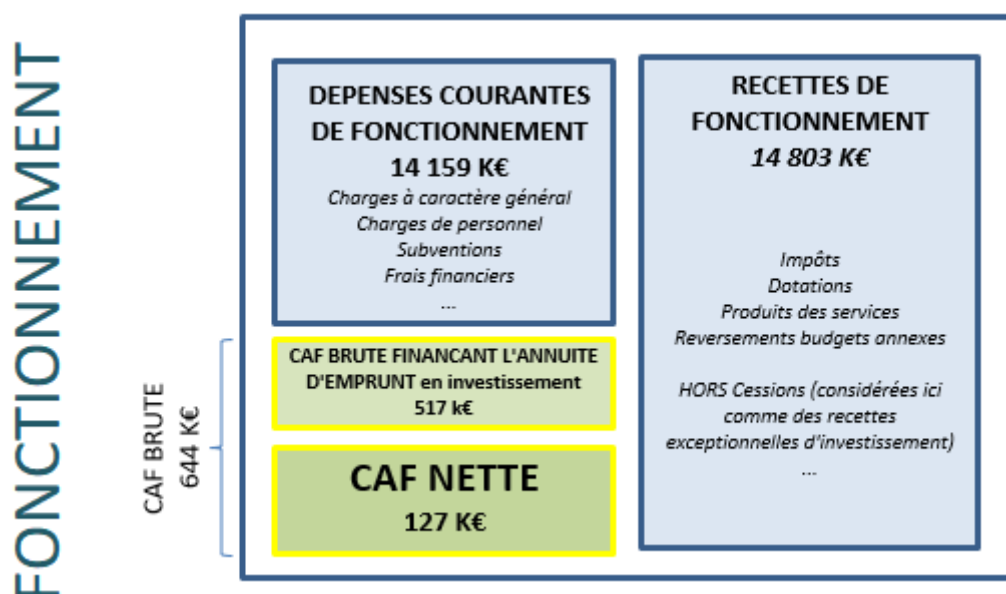 FONCTIONNEMENT
DEPENSES COURANTES
DE FONCTIONNEMENT
14 159 K€
Charges à caractère général
Charges de personnel
Subventions
Frais financiers
...
CAF BRUTE
644 K€
CAF BRUTE FINANCANT L'ANNUITE
D'EMPRUNT en investissement
517 k€
CAF NETTE
127 K€
RECETTES DE
FONCTIONNEMENT
14 803 K€
Impôts
Dotations
Produits des services
Reversements budgets annexes
HORS Cessions (considérées ici
comme des recettes
exceptionnelles d'investissement)
...